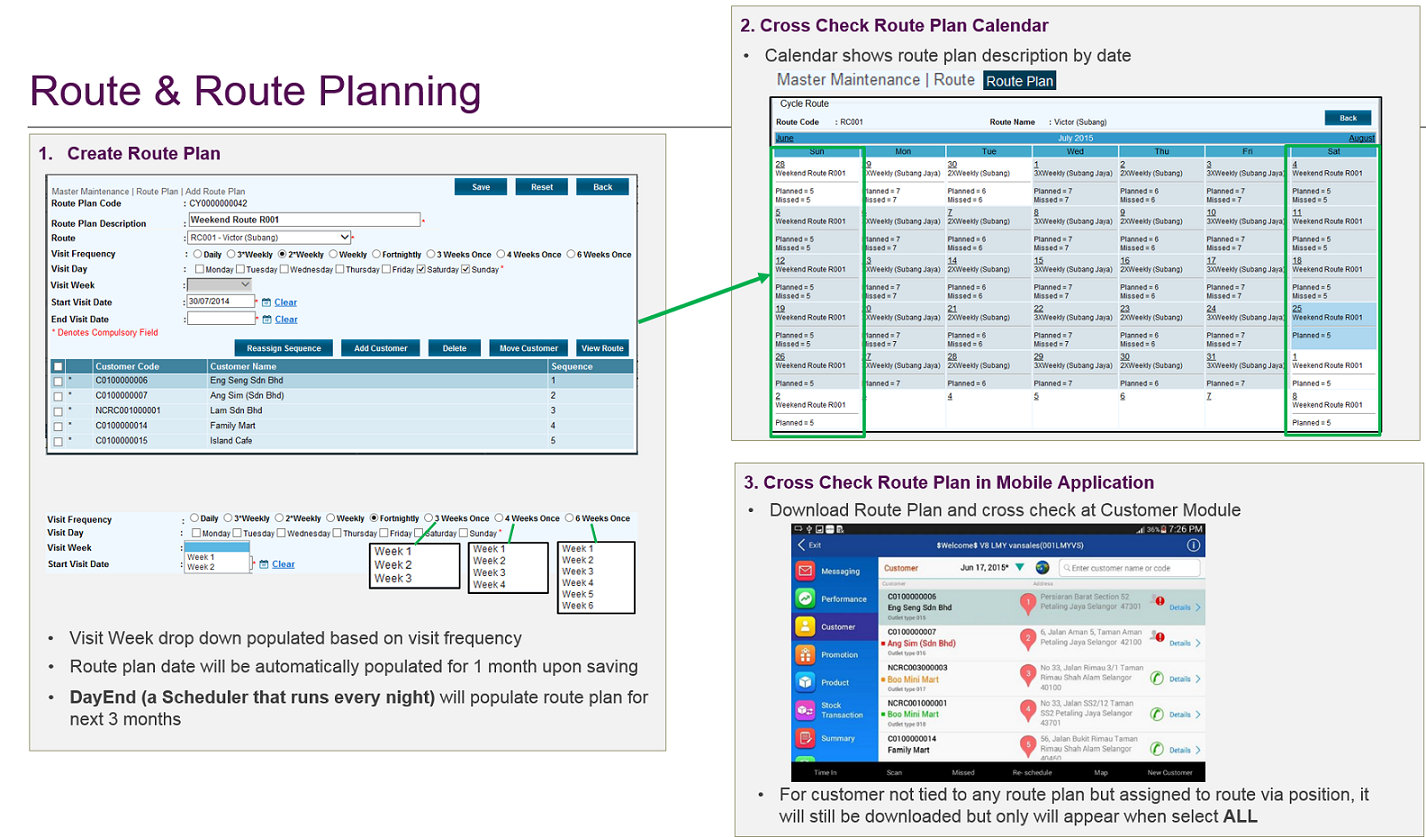 Route & Route Planning
1. Create Route Plan
Master Maintenance | Route Plan | Add Route Plan
Save Reset Back
Route Plan Code : CY0000000042
Route Plan Description : Weekend Route R001 *
Route : RC001 - Victor (Subang) *
Visit Frequency : Daily 3*Weekly 2*Weekly Weekly Fortnightly 3 Weeks Once 4 Weeks Once 6 Weeks Once
Visit Day : Monday Tuesday Wednesday Thursday Friday Saturday Sunday *
Visit Week :
Start Visit Date : 30/07/2014 * Clear
End Visit Date : * Clear
* Denotes Compulsory Field
Reassign Sequence Add Customer Delete Move Customer View Route
Customer Code Customer Name Sequence
* C0100000006 Eng Seng Sdn Bhd 1
* C0100000007 Ang Sim (Sdn Bhd) 2
* NCRC001000001 Lam Sdn Bhd 3
* C0100000014 Family Mart 4
* C0100000015 Island Cafe 5
Visit Frequency : Daily 3*Weekly 2*Weekly Weekly Fortnightly 3 Weeks Once 4 Weeks Once 6 Weeks Once
Visit Day : Monday Tuesday Wednesday Thursday Friday Saturday Sunday *
Visit Week :
Start Visit Date : * Clear
Week 1
Week 2
Week 1
Week 2
Week 3
Week 1
Week 2
Week 3
Week 4
Week 1
Week 2
Week 3
Week 4
Week 5
Week 6
• Visit Week drop down populated based on visit frequency
• Route plan date will be automatically populated for 1 month upon saving
• DayEnd (a Scheduler that runs every night) will populate route plan for
next 3 months
2. Cross Check Route Plan Calendar
• Calendar shows route plan description by date
Master Maintenance | Route Route Plan
Cycle Route
Route Code : RC001 Route Name : Victor (Subang) Back
June July 2015 August
Sun Mon Tue Wed Thu Fri Sat
28 29 30 1 2 3 4
Weekend Route R001 3XWeekly (Subang Jaya) 2XWeekly (Subang) 3XWeekly (Subang Jaya) 2XWeekly (Subang) 3XWeekly (Subang Jaya) Weekend Route R001
Planned = 5 Planned = 7 Planned = 6 Planned = 7 Planned = 6 Planned = 7 Planned = 5
Missed = 5 Missed = 7 Missed = 6 Missed = 7 Missed = 6 Missed = 7 Missed = 5
5 7 8 9 10 11
Weekend Route R001 3XWeekly (Subang Jaya) 2XWeekly (Subang) 3XWeekly (Subang Jaya) 2XWeekly (Subang) 3XWeekly (Subang Jaya) Weekend Route R001
Planned = 5 Planned = 7 Planned = 6 Planned = 7 Planned = 6 Planned = 7 Planned = 5
Missed = 5 Missed = 7 Missed = 6 Missed = 7 Missed = 6 Missed = 7 Missed = 5
12 13 14 15 16 17 18
Weekend Route R001 3XWeekly (Subang Jaya) 2XWeekly (Subang) 3XWeekly (Subang Jaya) 2XWeekly (Subang) 3XWeekly (Subang Jaya) Weekend Route R001
Planned = 5 Planned = 7 Planned = 6 Planned = 7 Planned = 6 Planned = 7 Planned = 5
Missed = 5 Missed = 7 Missed = 6 Missed = 7 Missed = 6 Missed = 7 Missed = 5
19 20 21 22 23 24 25
Weekend Route R001 3XWeekly (Subang Jaya) 2XWeekly (Subang) 3XWeekly (Subang Jaya) 2XWeekly (Subang) 3XWeekly (Subang Jaya) Weekend Route R001
Planned = 5 Planned = 7 Planned = 6 Planned = 7 Planned = 6 Planned = 7 Planned = 5
Missed = 5 Missed = 7 Missed = 6 Missed = 7 Missed = 6 Missed = 7
26 27 28 29 30 31 1
Weekend Route R001 3XWeekly (Subang Jaya) 2XWeekly (Subang) 3XWeekly (Subang Jaya) 2XWeekly (Subang) 3XWeekly (Subang Jaya) Weekend Route R001
Planned = 5 Planned = 7 Planned = 6 Planned = 7 Planned = 6 Planned = 7 Planned = 5
2 4 5 6 7 8
Weekend Route R001 Weekend Route R001
Planned = 5 Planned = 5
3. Cross Check Route Plan in Mobile Application
• Download Route Plan and cross check at Customer Module
36% 7:26 PM
Exit $Welcome$ V8 LMY vansales(001LMYVS)
Messaging
Performance
Customer
Promotion
Product
Stock
Transaction
Summary
Customer Jun 17, 2015* Enter customer name or code
Customer Address
C0100000006
Eng Seng Sdn Bhd
Outlet type 015
1 Persiaran Barat Section 52
Petaling Jaya Selangor 47301 Details
C0100000007
Ang Sim (Sdn Bhd)
Outlet type 016
2 6, Jalan Aman 5, Taman Aman
Petaling Jaya Selangor 42100 Details
NCRC003000003
Boo Mini Mart
Outlet type 017
3 No 33, Jalan Rimau 3/1 Taman
Rimau Shah Alam Selangor
40100 Details
NCRC001000001
Boo Mini Mart
Outlet type 018
4 No 33, Jalan SS2/12 Taman
SS2 Petaling Jaya Selangor
43701 Details
C0100000014
Family Mart
5 56, Jalan Bukit Rimau Taman
Rimau Shah Alam Selangor
40460 Details
Time In Scan Missed Re- schedule Map New Customer
• For customer not tied to any route plan but assigned to route via position, it
will still be downloaded but only will appear when select ALL